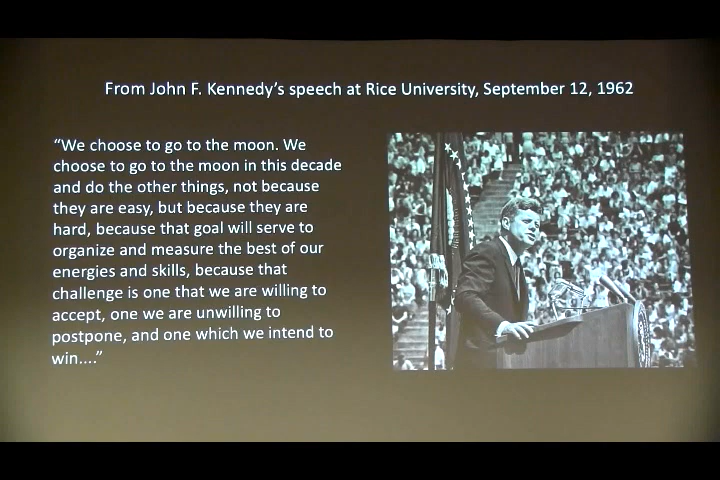 From John F. Kennedy's speech at Rice University, September 12, 1962
“We choose to go to the moon. We
choose to go to the moon in this decade
and do the other things, not because
they are easy, but because they are
hard, because that goal will serve to
organize and measure the best of our
energies and skills, because that
challenge is one that we are willing to
accept, one we are unwilling to
postpone, and one which we intend to
win....”